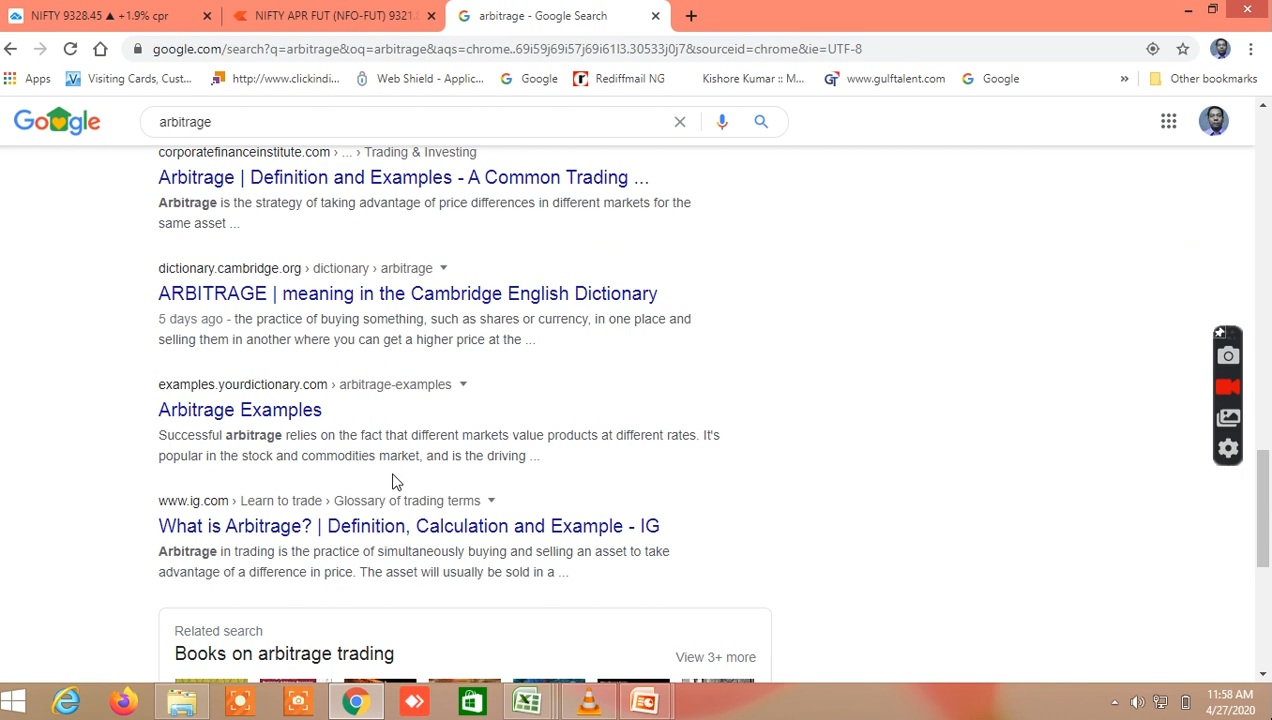 NIFTY 9328.45 ▲ +1.9% cpr
NIFTY APR FUT (NFO-FUT) 9321.
arbitrage - Google Search
google.com/search?q=arbitrage&oq=arbitrage&aqs=chrome..69i59j69i57j69i61l3.30533j0j7&sourceid=chrome&ie=UTF-8
Apps Visiting Cards, Cust... http://www.clickindi... Web Shield - Applic... Google Rediffmail NG Kishore Kumar :: M... www.gulftalent.com Google » Other bookmarks
Google
arbitrage
corporatefinanceinstitute.com › ... › Trading & Investing
Arbitrage | Definition and Examples - A Common Trading ...
Arbitrage is the strategy of taking advantage of price differences in different markets for the
same asset ...
dictionary.cambridge.org › dictionary › arbitrage
ARBITRAGE | meaning in the Cambridge English Dictionary
5 days ago - the practice of buying something, such as shares or currency, in one place and
selling them in another where you can get a higher price at the ...
examples.yourdictionary.com › arbitrage-examples
Arbitrage Examples
Successful arbitrage relies on the fact that different markets value products at different rates. It's
popular in the stock and commodities market, and is the driving ...
www.ig.com › Learn to trade › Glossary of trading terms
What is Arbitrage? | Definition, Calculation and Example - IG
Arbitrage in trading is the practice of simultaneously buying and selling an asset to take
advantage of a difference in price. The asset will usually be sold in a ...
Related search
Books on arbitrage trading
View 3+ more
11:58 AM
4/27/2020